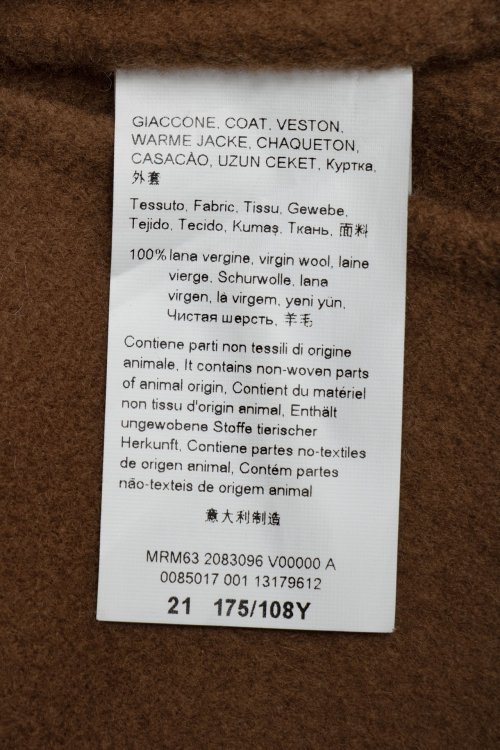 GIACCONE, COAT, VESTON,
WARME JACKE, CHAQUETON,
CASACÃO, UZUN CEKET, Куртка,
外套
Tessuto, Fabric, Tissu, Gewebe,
Tejido, Tecido, Kumaş, Ткань, 面料
100% lana vergine, virgin wool, laine
vierge, Schurwolle, lana
virgen, lã virgem, yeni yün,
Чистая шерсть, 羊毛
Contiene parti non tessili di origine
animale, It contains non-woven parts
of animal origin, Contient du matériel
non tissu d'origin animal, Enthält
ungewobene Stoffe tierischer
Herkunft, Contiene partes no-textiles
de origen animal, Contém partes
não-texteis de origem animal
意大利制造
MRM63 2083096 V00000 A
0085017 001 13179612
21 175/108Y